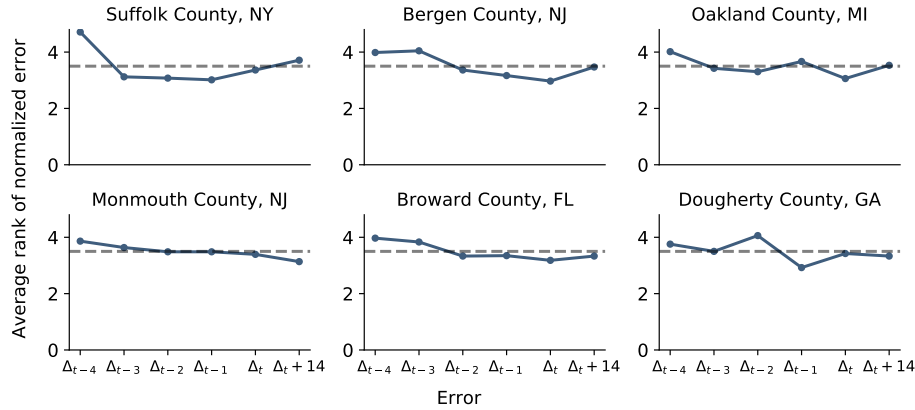 Suffolk County, NY
Bergen County, NJ
Oakland County, MI
4
2
0
4
2
0
4
2
0
Average rank of normalized error
Monmouth County, NJ
Broward County, FL
Dougherty County, GA
4
2
0
4
2
0
4
2
0
Δt−4 Δt−3 Δt−2 Δt−1 Δt Δt+14
Δt−4 Δt−3 Δt−2 Δt−1 Δt Δt+14
Δt−4 Δt−3 Δt−2 Δt−1 Δt Δt+14
Error